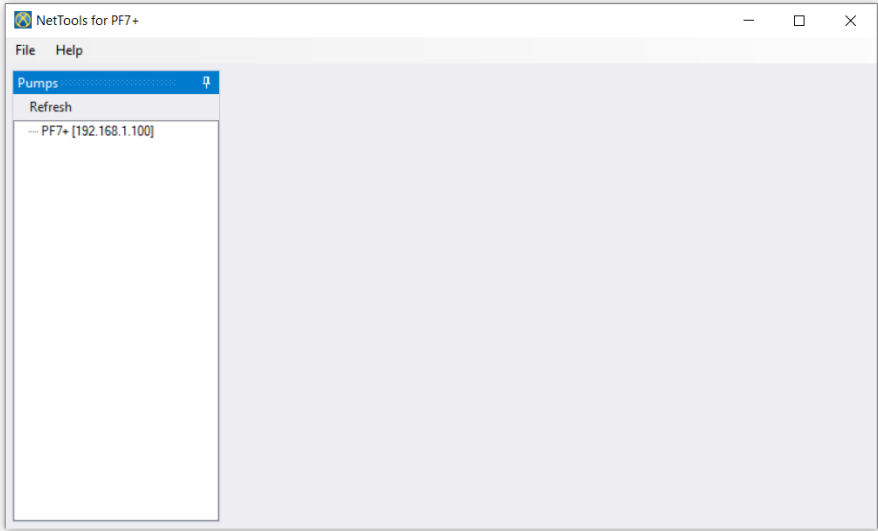 NetTools for PF7+
File Help
Pumps
Refresh
PF7+ [192.168.1.100]